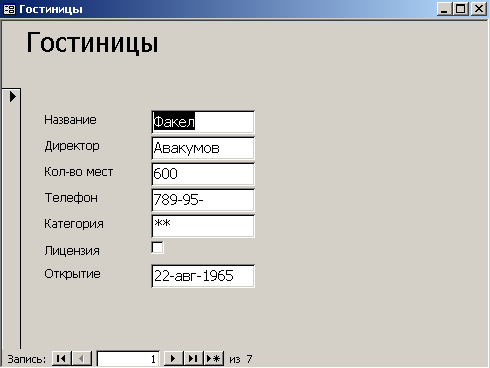 Гостиницы
Гостиницы
Название Факел
Директор Авакумов
Кол-во мест 600
Телефон 789-95-
Категория **
Лицензия
Открытие 22-авг-1965
Запись: 1 из 7